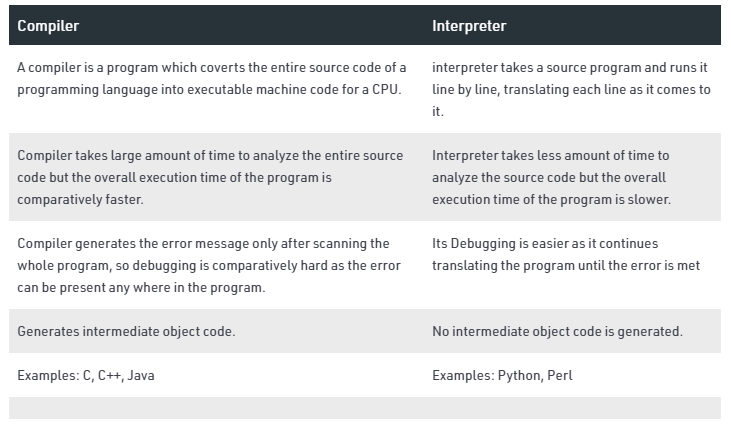 Compiler
Interpreter
A compiler is a program which coverts the entire source code of a
programming language into executable machine code for a CPU.
interpreter takes a source program and runs it
line by line, translating each line as it comes to
it.
Compiler takes large amount of time to analyze the entire source
code but the overall execution time of the program is
comparatively faster.
Interpreter takes less amount of time to
analyze the source code but the overall
execution time of the program is slower.
Compiler generates the error message only after scanning the
whole program, so debugging is comparatively hard as the error
can be present any where in the program.
Its Debugging is easier as it continues
translating the program until the error is met
Generates intermediate object code.
No intermediate object code is generated.
Examples: C, C++, Java
Examples: Python, Perl